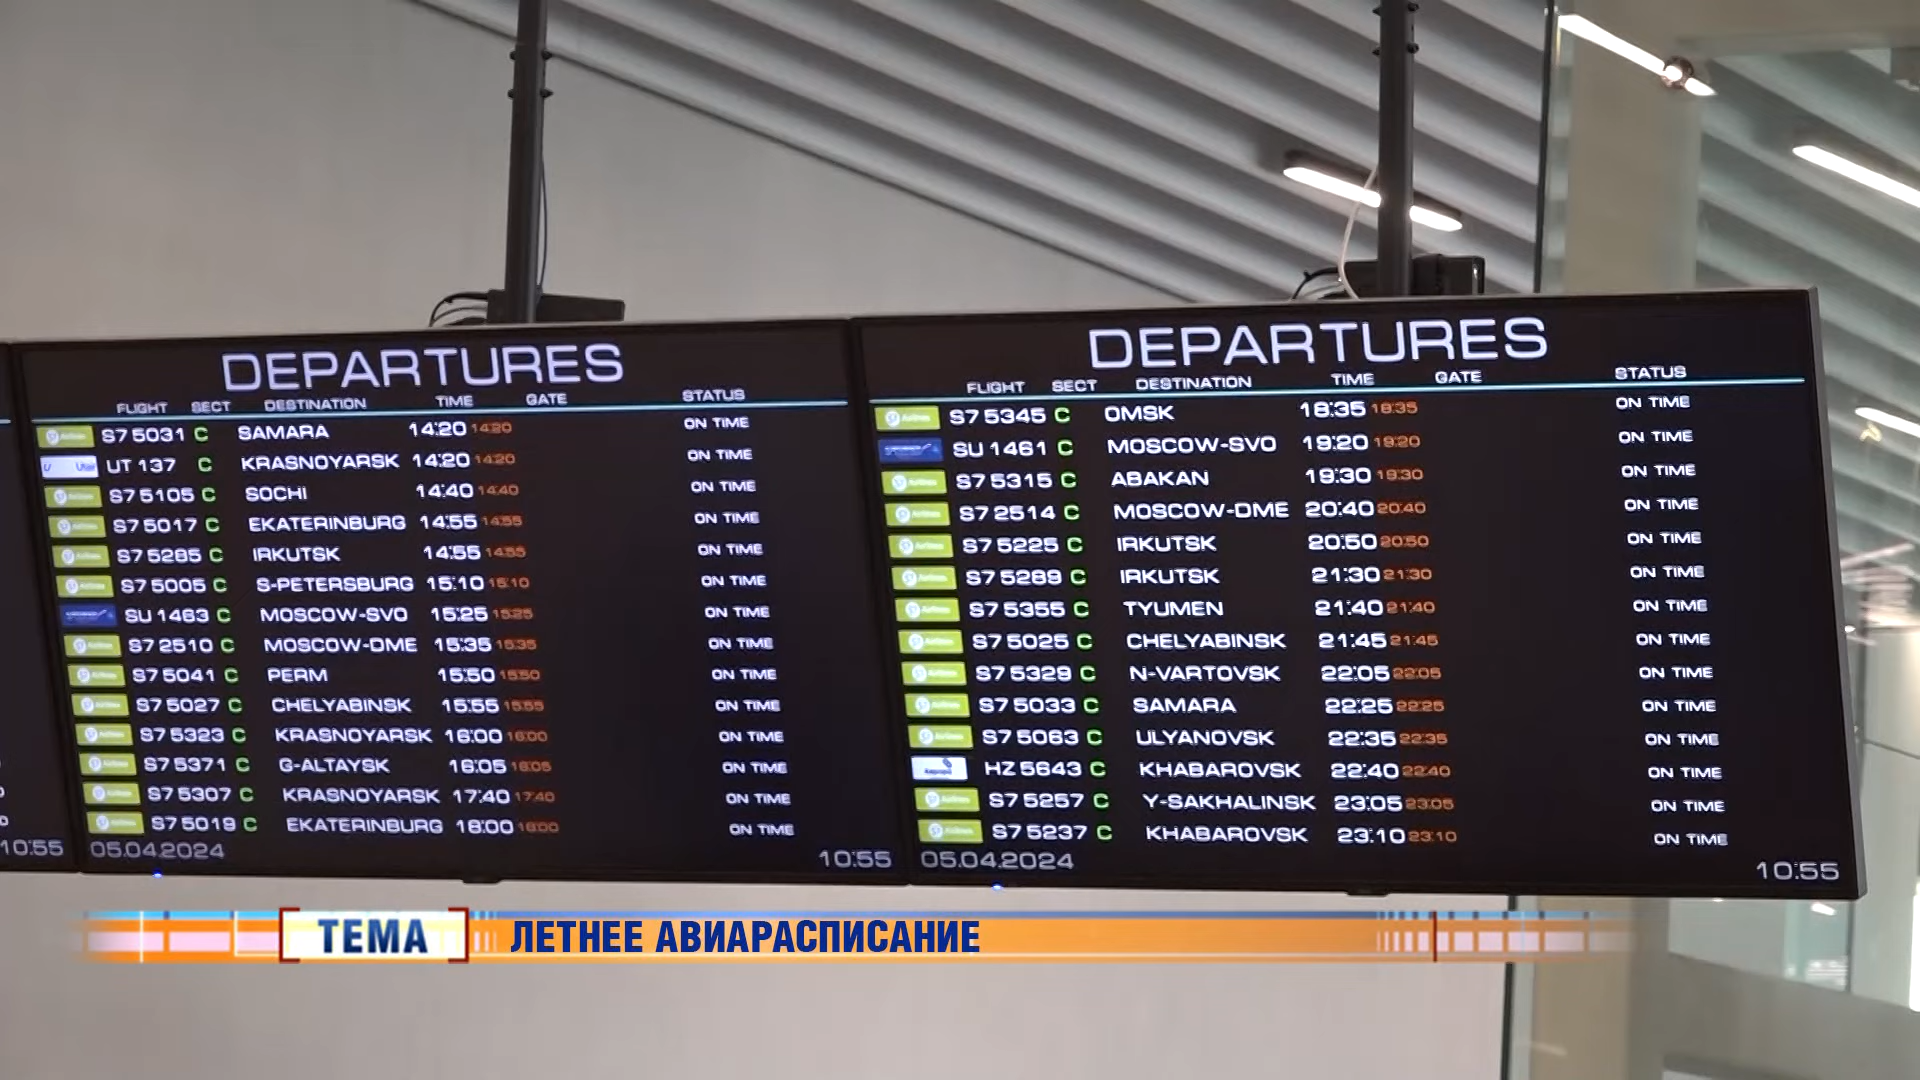 DEPARTURES
FLIGHT SECT DESTINATION TIME GATE STATUS
S7 5031 C SAMARA 14:20 14:20 ON TIME
UT 137 C KRASNOYARSK 14:20 14:20 ON TIME
S7 5105 C SOCHI 14:40 14:40 ON TIME
S7 5017 C EKATERINBURG 14:55 14:55 ON TIME
S7 5285 C IRKUTSK 14:55 14:55 ON TIME
S7 5005 C S-PETERSBURG 15:10 15:10 ON TIME
SU 1463 C MOSCOW-SVO 15:25 15:25 ON TIME
S7 2510 C MOSCOW-DME 15:35 15:35 ON TIME
S7 5041 C PERM 15:50 15:50 ON TIME
S7 5027 C CHELYABINSK 15:55 15:55 ON TIME
S7 5323 C KRASNOYARSK 16:00 16:00 ON TIME
S7 5371 C G-ALTAYSK 16:05 16:05 ON TIME
S7 5307 C KRASNOYARSK 17:40 17:40 ON TIME
S7 5019 C EKATERINBURG 18:00 18:00 ON TIME
10:55
05.04.2024 10:55
DEPARTURES
FLIGHT SECT DESTINATION TIME GATE STATUS
S7 5345 C OMSK 18:35 18:35 ON TIME
SU 1461 C MOSCOW-SVO 19:20 19:20 ON TIME
S7 5315 C ABAKAN 19:30 19:30 ON TIME
S7 2514 C MOSCOW-DME 20:40 20:40 ON TIME
S7 5225 C IRKUTSK 20:50 20:50 ON TIME
S7 5289 C IRKUTSK 21:30 21:30 ON TIME
S7 5355 C TYUMEN 21:40 21:40 ON TIME
S7 5025 C CHELYABINSK 21:45 21:45 ON TIME
S7 5329 C N-VARTOVSK 22:05 22:05 ON TIME
S7 5033 C SAMARA 22:25 22:25 ON TIME
S7 5063 C ULYANOVSK 22:35 22:35 ON TIME
HZ 5643 C KHABAROVSK 22:40 22:40 ON TIME
S7 5257 C Y-SAKHALINSK 23:05 23:05 ON TIME
S7 5237 C KHABAROVSK 23:10 23:10 ON TIME
05.04.2024 10:55
ТЕМА ЛЕТНЕЕ АВИАРАСПИСАНИЕ